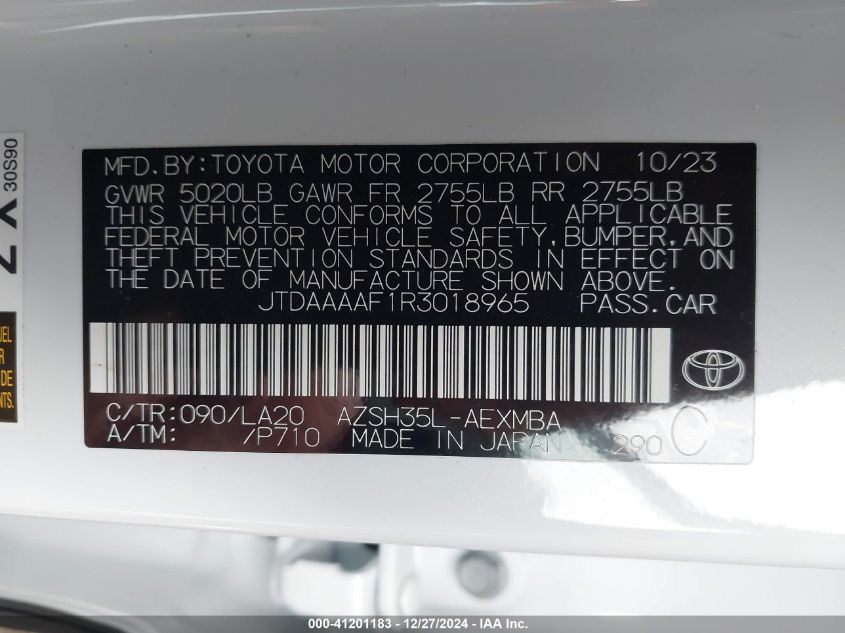 MFD.BY:TOYOTA MOTOR CORPORATION 10/23
GVWR 5020LB GAWR FR 2755LB RR 2755LB
THIS VEHICLE CONFORMS TO ALL APPLICABLE
FEDERAL MOTOR VEHICLE SAFETY,BUMPER,AND
THEFT PREVENTION STANDARDS IN EFFECT ON
THE DATE OF MANUFACTURE SHOWN ABOVE.
JTDAAAAF1R3018965 PASS.CAR
C/TR:090/LA20 AZSH35L-AEXMBA
A/TM: /P710 MADE IN JAPAN 290 C
30S90
DE
NTS.
000-41201183 / 12/27/2024 - IAA Inc.